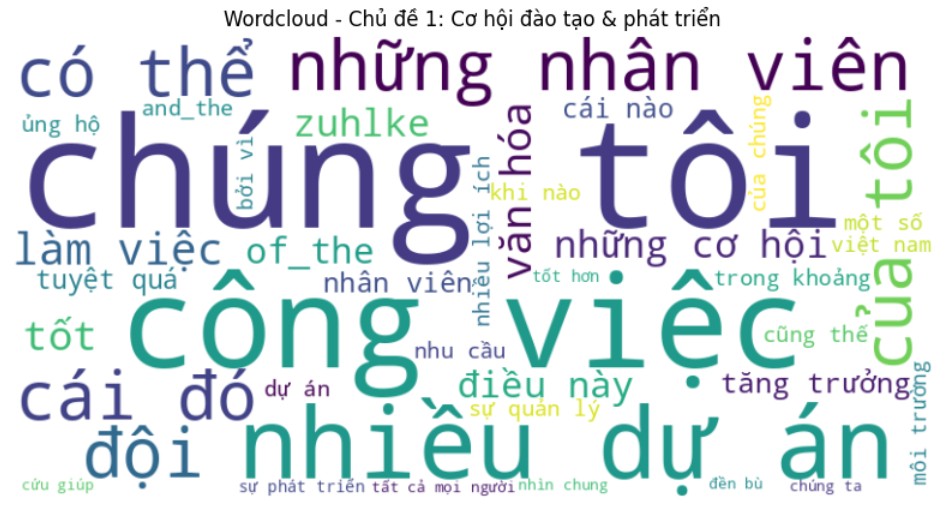 Wordcloud - Chủ đề 1: Cơ hội đào tạo & phát triển
có thể
những nhân viên
and_the
cái nào
ủng hộ
zuhlke
chúng tôi
bởi vì
văn hóa
của chúng
của tôi
nhiều lợi ích
khi nào
một số
làm việc
of_the
những cơ hội
việt nam
tuyệt quá
nhân viên
tốt hơn
trong khoảng
công việc
tốt
nhu cầu
cũng thế
cái đó
dự án
điều này
tăng trưởng
sự quản lý
môi trường
đội
nhiều dự án
cứu giúp
sự phát triển
tất cả mọi người
nhìn chung
đền bù
chúng ta